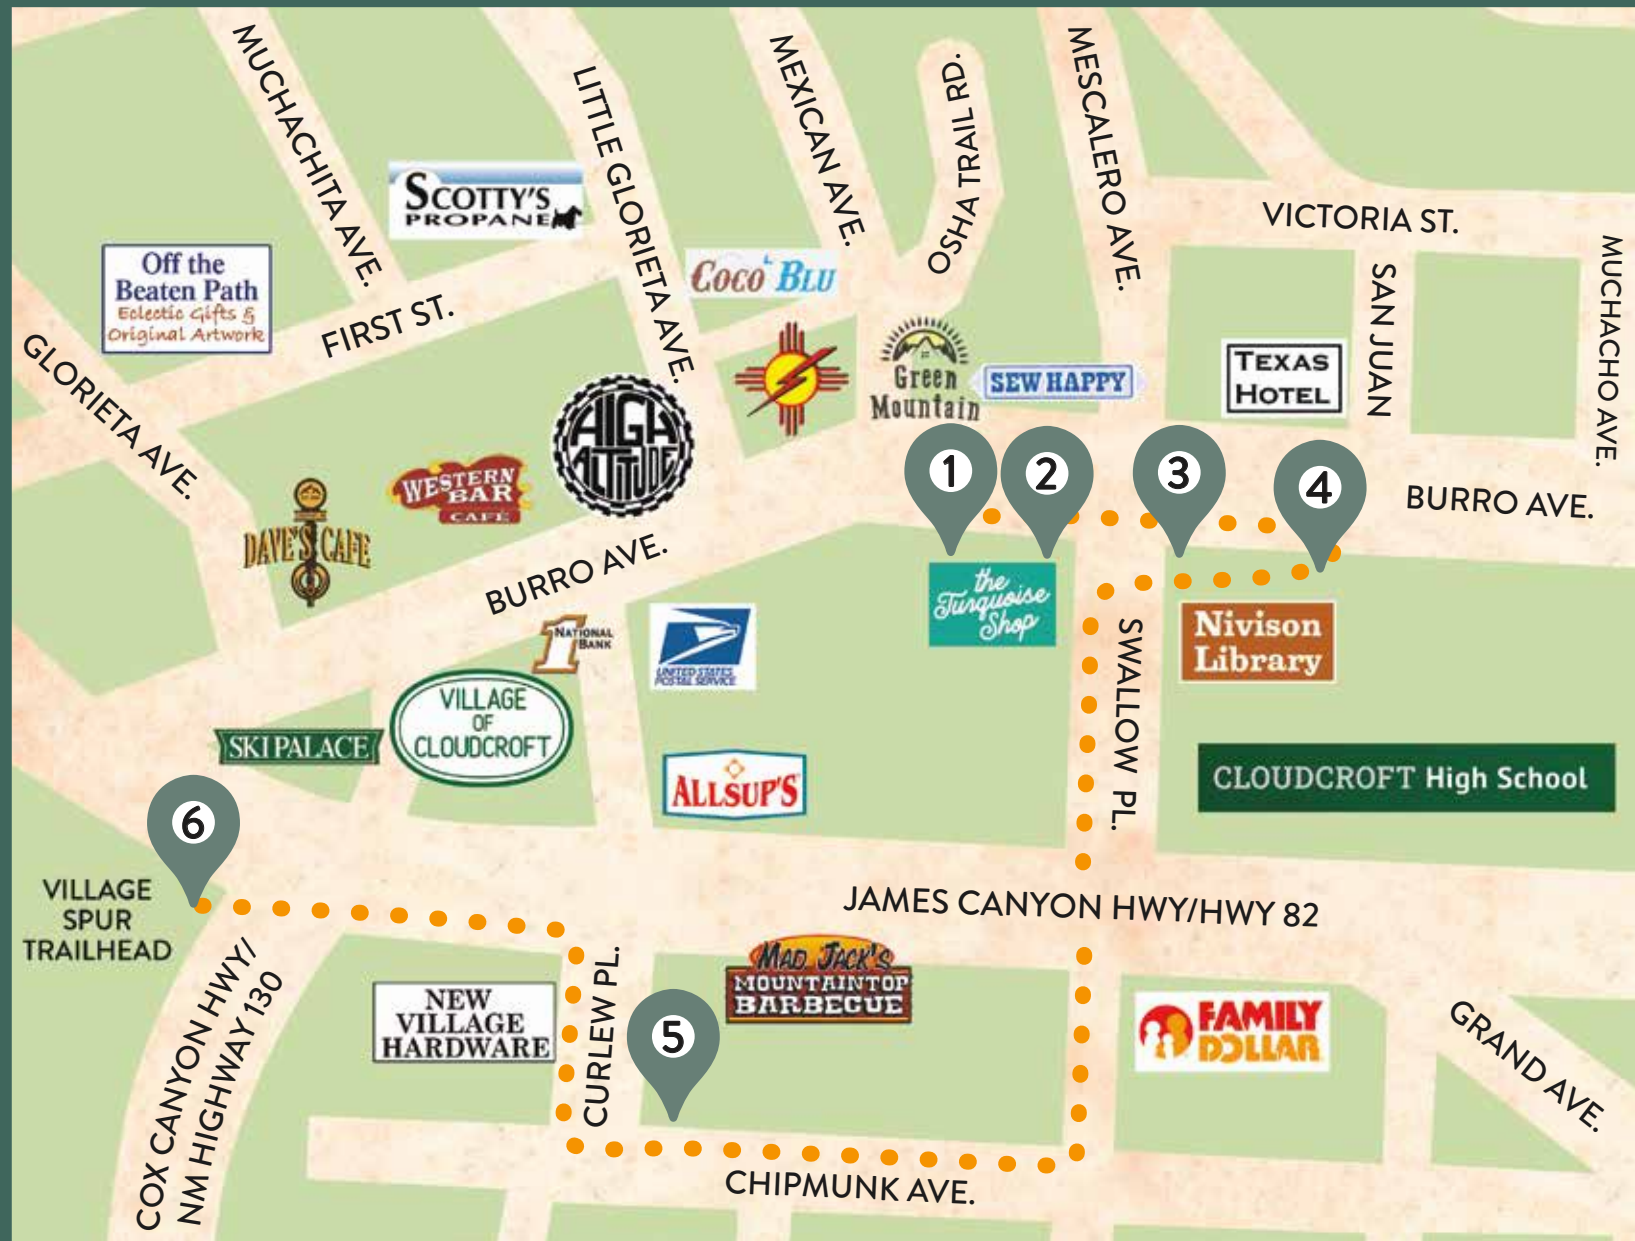 MUCHACHITA AVE.
LITTLE GLORIETA AVE.
MEXICAN AVE.
OSHA TRAIL RD.
MESCALERO AVE.
SCOTTY'S
PROPANE
VICTORIA ST.
SAN JUAN
MUCHACHO AVE.
Off the
Beaten Path
Eclectic Gifts &
Original Artwork
COCO BLU
FIRST ST.
GLORIETA AVE.
Green
Mountain
SEW HAPPY
TEXAS
HOTEL
HIGH
ALTITUDE
WESTERN
BAR
CAFE
DAVE'S CAFE
1
2
3
4
BURRO AVE.
BURRO AVE.
the
Turquoise
Shop
1 NATIONAL
BANK
UNITED STATES
POSTAL SERVICE
SWALLOW PL.
Nivison
Library
VILLAGE
OF
CLOUDCROFT
SKI PALACE
ALLSUP'S
CLOUDCROFT High School
6
VILLAGE
SPUR
TRAILHEAD
JAMES CANYON HWY/HWY 82
COX CANYON HWY/
NM HIGHWAY 130
NEW
VILLAGE
HARDWARE
CURLEW PL.
5
MAD JACK'S
MOUNTAINTOP
BARBECUE
FAMILY
DOLLAR
GRAND AVE.
CHIPMUNK AVE.